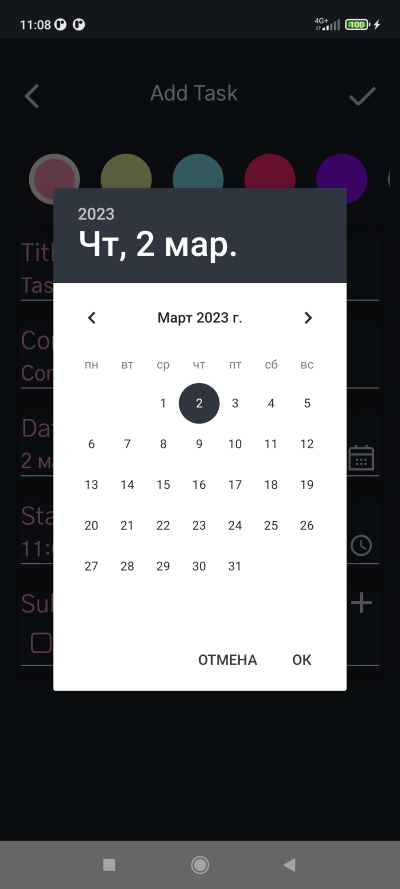 11:08 4G+ 100
Add Task
2023
Чт, 2 мар.
Март 2023 г.
пн вт ср чт пт сб вс
1 2 3 4 5
6 7 8 9 10 11 12
13 14 15 16 17 18 19
20 21 22 23 24 25 26
27 28 29 30 31
ОТМЕНА ОК